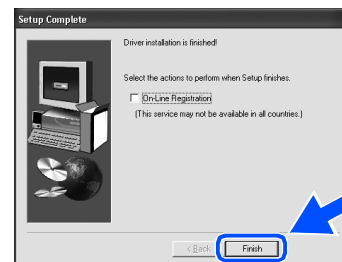 Setup Complete
Driver installation is finished!
Select the actions to perform when Setup finishes.
On-Line Registration
(This service may not be available in all countries.)
< Back
Finish